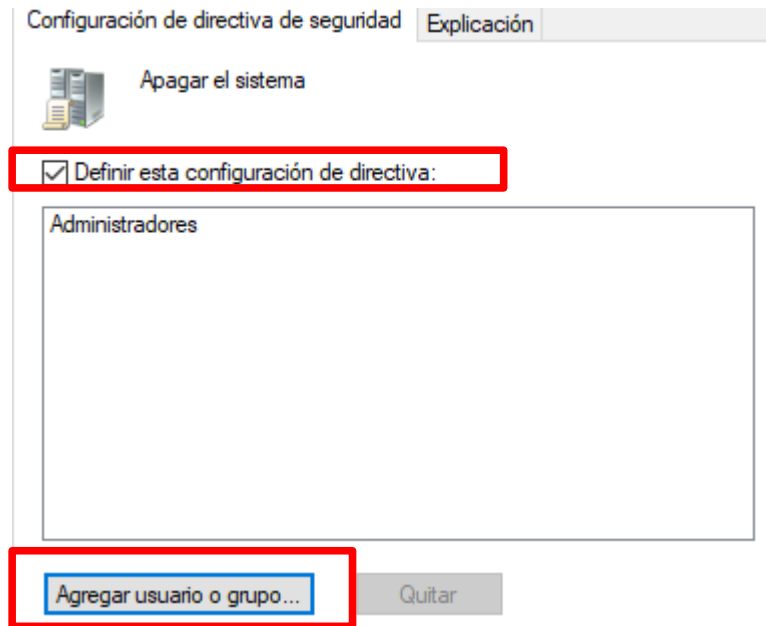 Configuración de directiva de seguridad Explicación
Apagar el sistema
Definir esta configuración de directiva:
Administradores
Agregar usuario o grupo... Quitar